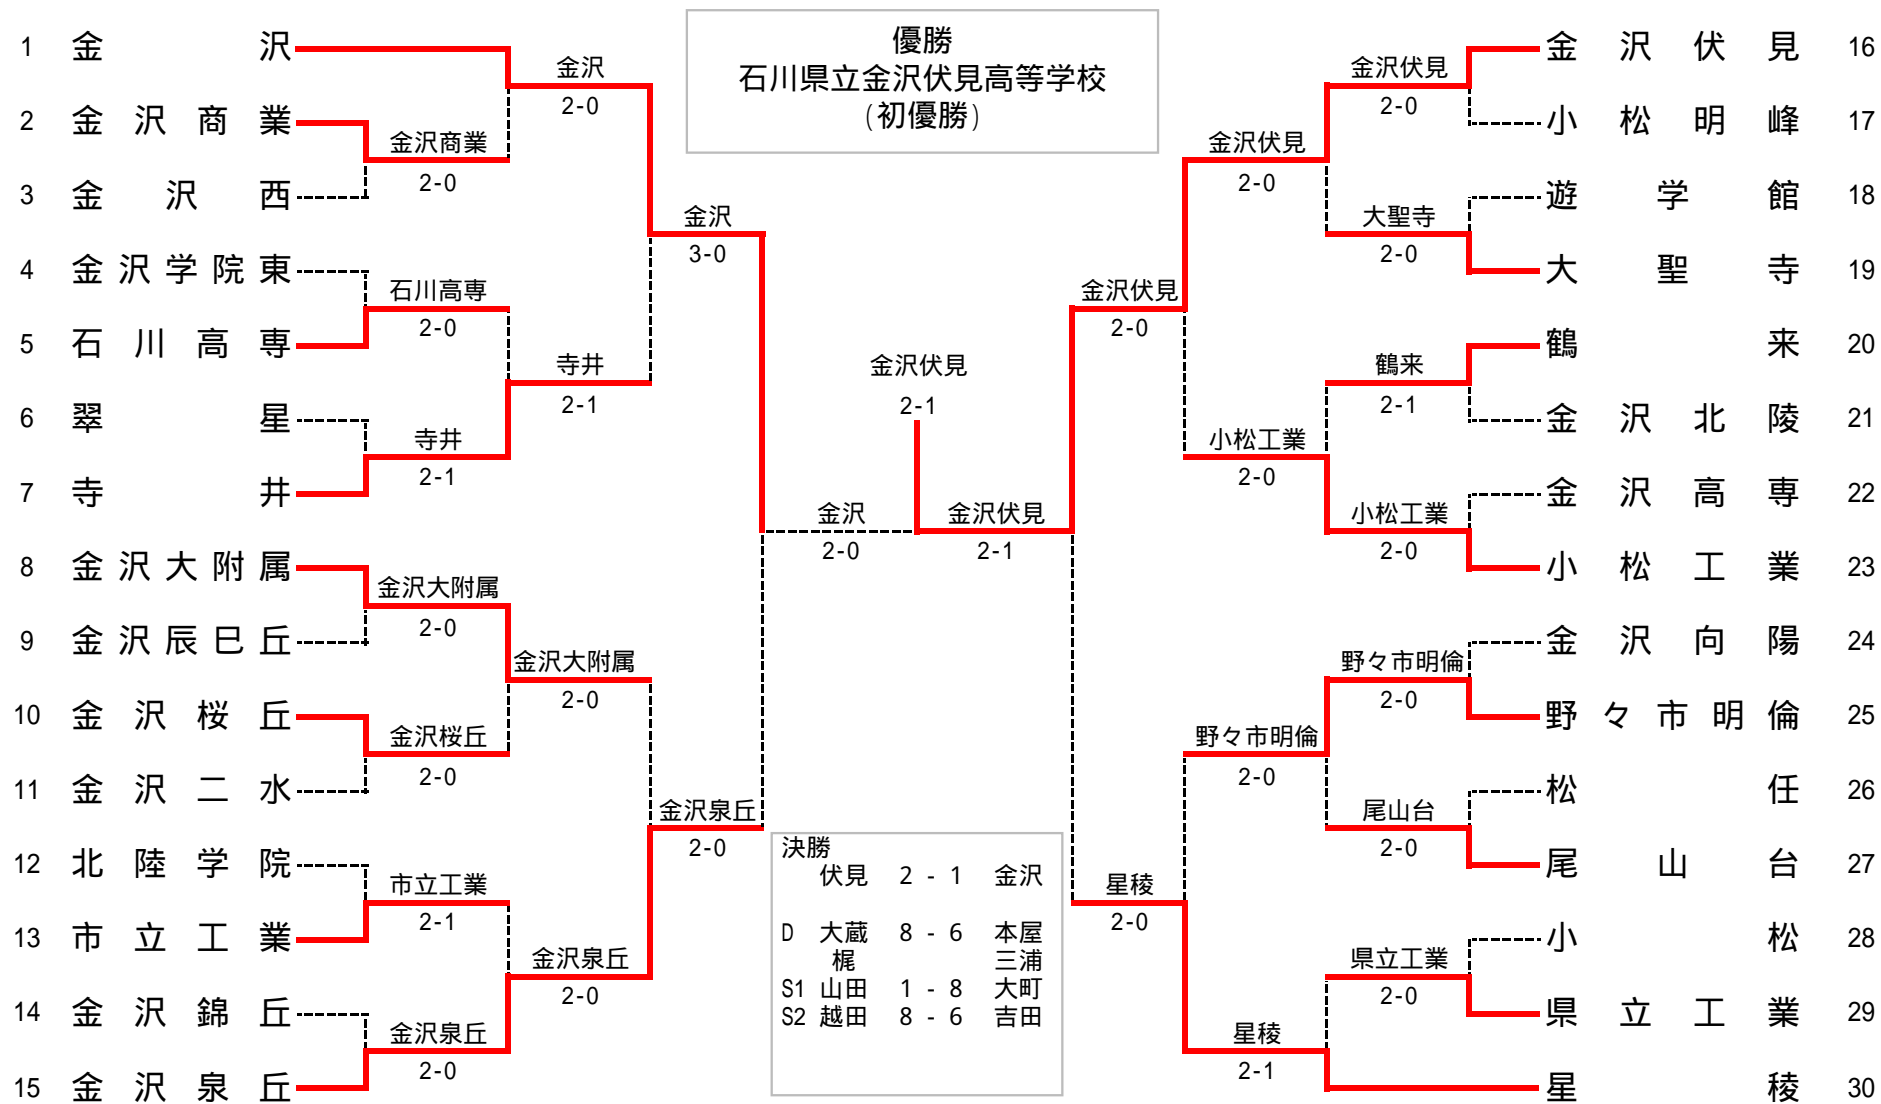 優勝
石川県立金沢伏見高等学校
(初優勝)
1 金沢
2 金沢商業
3 金沢西
4 金沢学院東
5 石川高専
6 翠星
7 寺井
8 金沢大附属
9 金沢辰巳丘
10 金沢桜丘
11 金沢二水
12 北陸学院
13 市立工業
14 金沢錦丘
15 金沢泉丘
金沢商業
2-0
石川高専
2-0
寺井
2-1
金沢大附属
2-0
金沢桜丘
2-0
市立工業
2-1
金沢泉丘
2-0
金沢
2-0
寺井
2-1
金沢大附属
2-0
金沢泉丘
2-0
金沢
3-0
金沢泉丘
2-0
金沢
2-0
金沢伏見
2-1
金沢伏見
2-1
金沢伏見
2-0
星稜
2-0
金沢伏見
2-0
小松工業
2-0
野々市明倫
2-0
星稜
2-1
金沢伏見
2-0
大聖寺
2-0
鶴来
2-1
小松工業
2-0
野々市明倫
2-0
尾山台
2-0
県立工業
2-0
金沢伏見 16
小松明峰 17
遊学館 18
大聖寺 19
鶴来 20
金沢北陵 21
金沢高専 22
小松工業 23
金沢向陽 24
野々市明倫 25
松任 26
尾山台 27
小松 28
県立工業 29
星稜 30
決勝
伏見 2 - 1 金沢
D 大蔵 8 - 6 本屋
梶 三浦
S1 山田 1 - 8 大町
S2 越田 8 - 6 吉田